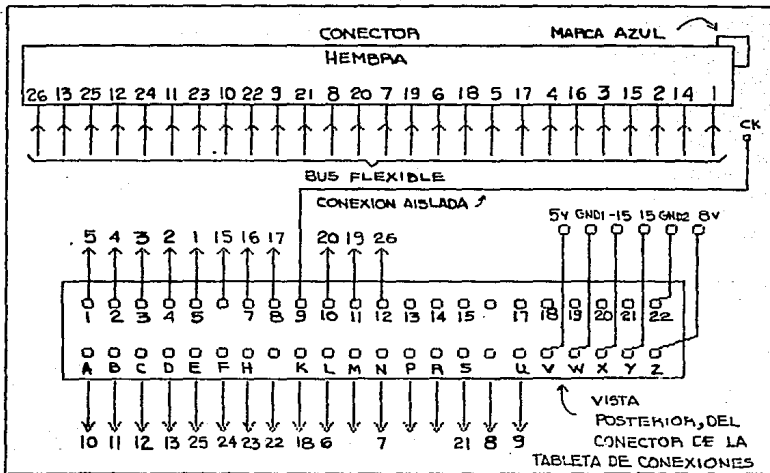 CONECTOR MARCA AZUL
HEMBRA
26 13 25 12 24 11 23 10 22 9 21 8 20 7 19 6 18 5 17 4 16 3 15 2 14 1
CK
BUS FLEXIBLE
CONEXION AISLADA
5V GND1 -15 15 GND2 8V
5 4 3 2 1 15 16 17 20 19 26
1 2 3 4 5 7 8 9 10 11 12 13 14 15 17 18 19 20 21 22
A B C D E F H K L M N P R S U V W X Y Z
10 11 12 13 25 24 23 22 18 6 7 21 8 9
VISTA
POSTERIOR, DEL
CONECTOR DE LA
TABLETA DE CONEXIONES